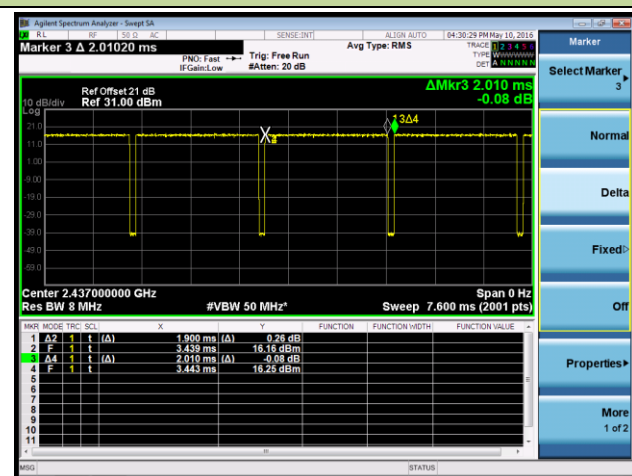 Agilent Spectrum Analyzer - Swept SA
RL RF 50 Ω AC SENSE:INT ALIGN AUTO 04:30:29 PM May 10, 2016
Marker 3 Δ 2.01020 ms
PNO: Fast Trig: Free Run
IFGain:Low #Atten: 20 dB
Avg Type: RMS
TRACE 1 2 3 4 5 6
TYPE WWWWWW
DET A N N N N N
ΔMkr3 2.010 ms
-0.08 dB
Ref Offset 21 dB
10 dB/div Ref 31.00 dBm
Log
21.0
11.0
1.00
-9.00
-19.0
-29.0
-39.0
-49.0
-59.0
13Δ4
Center 2.437000000 GHz Span 0 Hz
Res BW 8 MHz #VBW 50 MHz* Sweep 7.600 ms (2001 pts)
MKR MODE TRC SCL X Y FUNCTION FUNCTION WIDTH FUNCTION VALUE
1 Δ2 1 t (Δ) 1.900 ms (Δ) 0.26 dB
2 F 1 t 3.439 ms 16.16 dBm
3 Δ4 1 t (Δ) 2.010 ms (Δ) -0.08 dB
4 F 1 t 3.443 ms 16.25 dBm
5
6
7
8
9
10
11
MSG STATUS
Marker
Select Marker
3
Normal
Delta
Fixed
Off
Properties
More
1 of 2